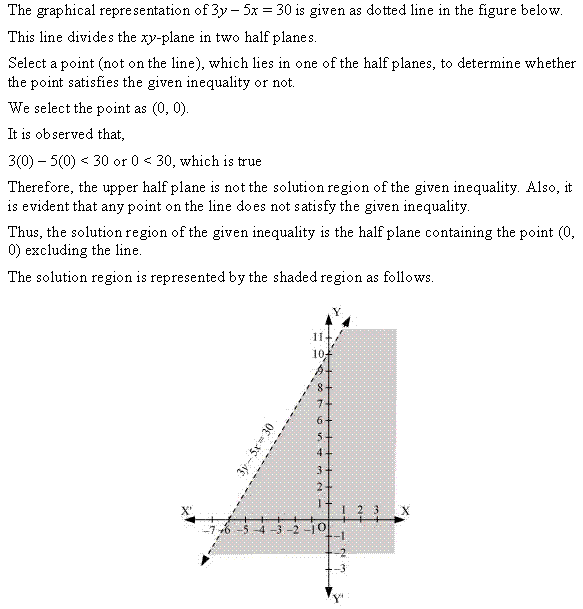 The graphical representation of 3y – 5x = 30 is given as dotted line in the figure below.
This line divides the xy-plane in two half planes.
Select a point (not on the line), which lies in one of the half planes, to determine whether
the point satisfies the given inequality or not.
We select the point as (0, 0).
It is observed that,
3(0) – 5(0) < 30 or 0 < 30, which is true
Therefore, the upper half plane is not the solution region of the given inequality. Also, it
is evident that any point on the line does not satisfy the given inequality.
Thus, the solution region of the given inequality is the half plane containing the point (0,
0) excluding the line.
The solution region is represented by the shaded region as follows.
Y
11
10
9
8
7
6
5
4
3
2
1
3y – 5x = 30
X' 1 2 3 X
–7 –6 –5 –4 –3 –2 –1 O
–1
–2
–3
Y'